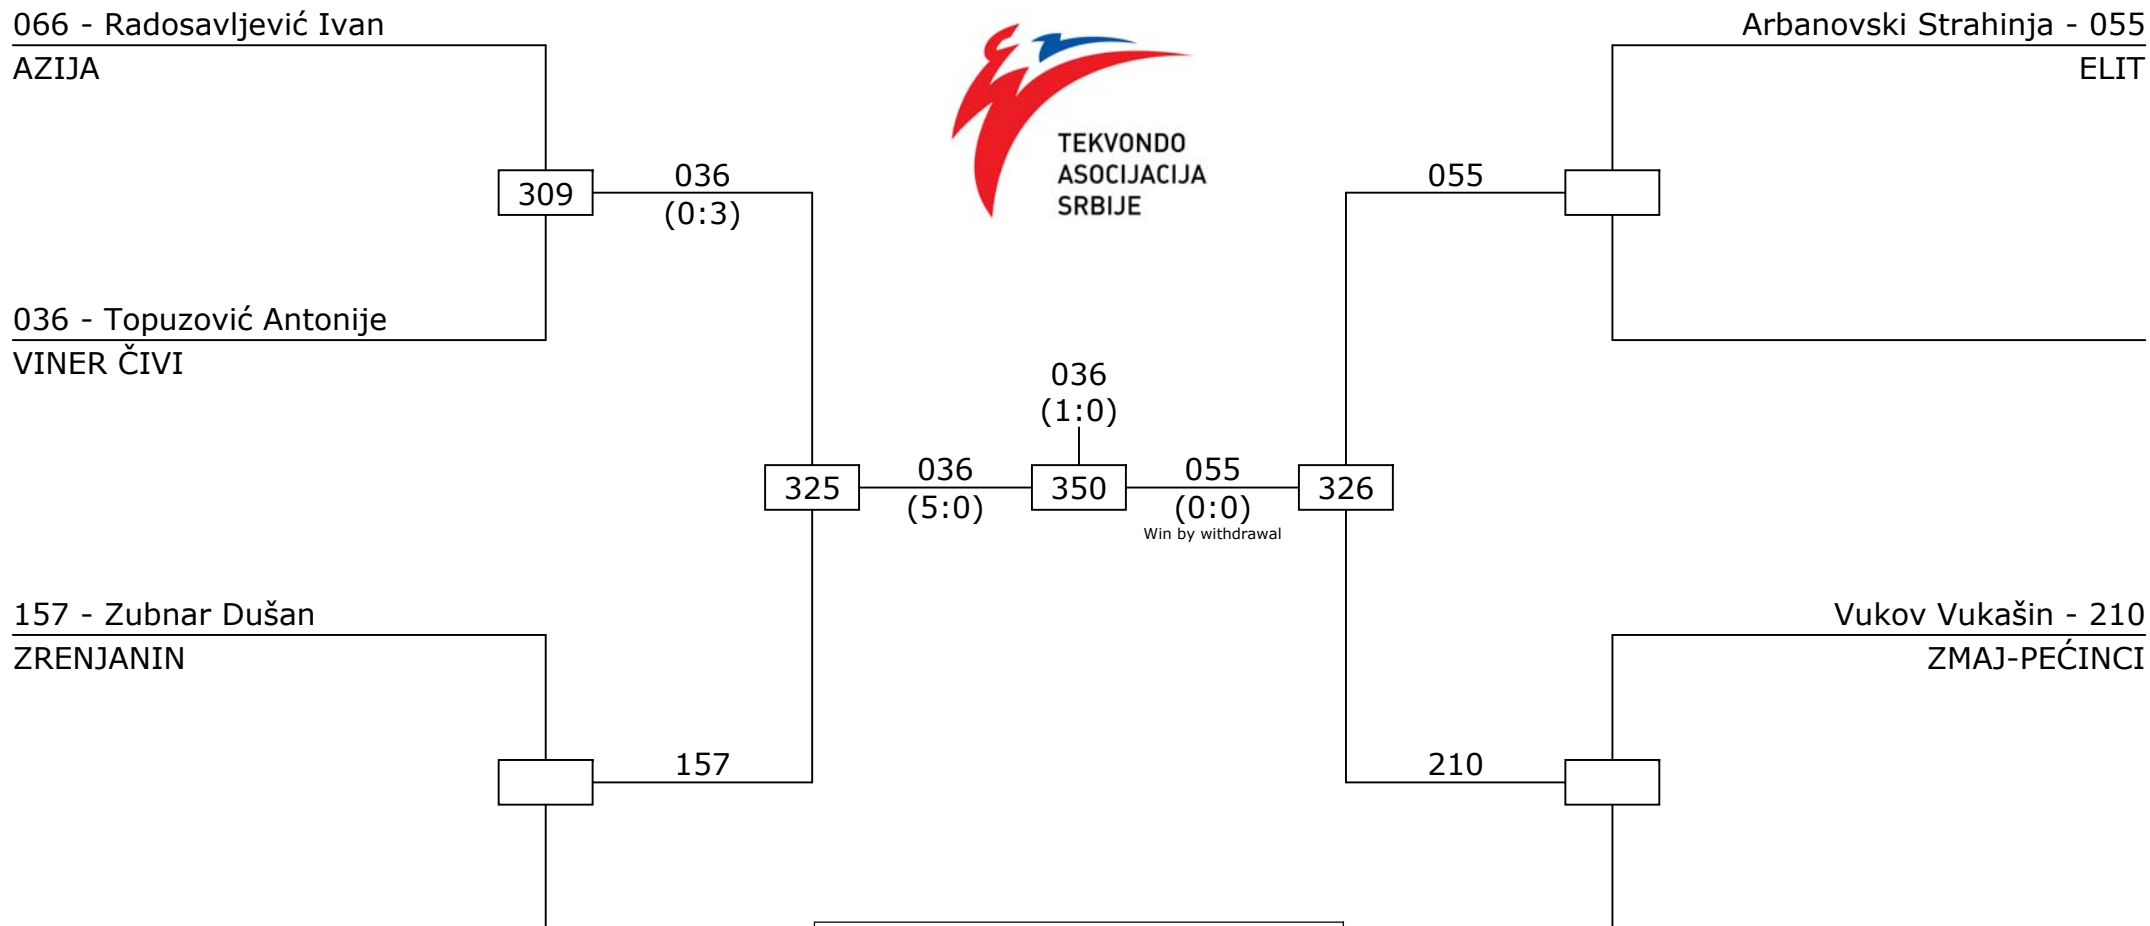 066 - Radosavljević Ivan
AZIJA
Arbanovski Strahinja - 055
ELIT
TEKVONDO
ASOCIJACIJA
SRBIJE
309
036
(0:3)
055
036 - Topuzović Antonije
VINER ČIVI
036
(1:0)
325
036
(5:0)
350
055
(0:0)
Win by withdrawal
326
157 - Zubnar Dušan
ZRENJANIN
Vukov Vukašin - 210
ZMAJ-PEĆINCI
157
210